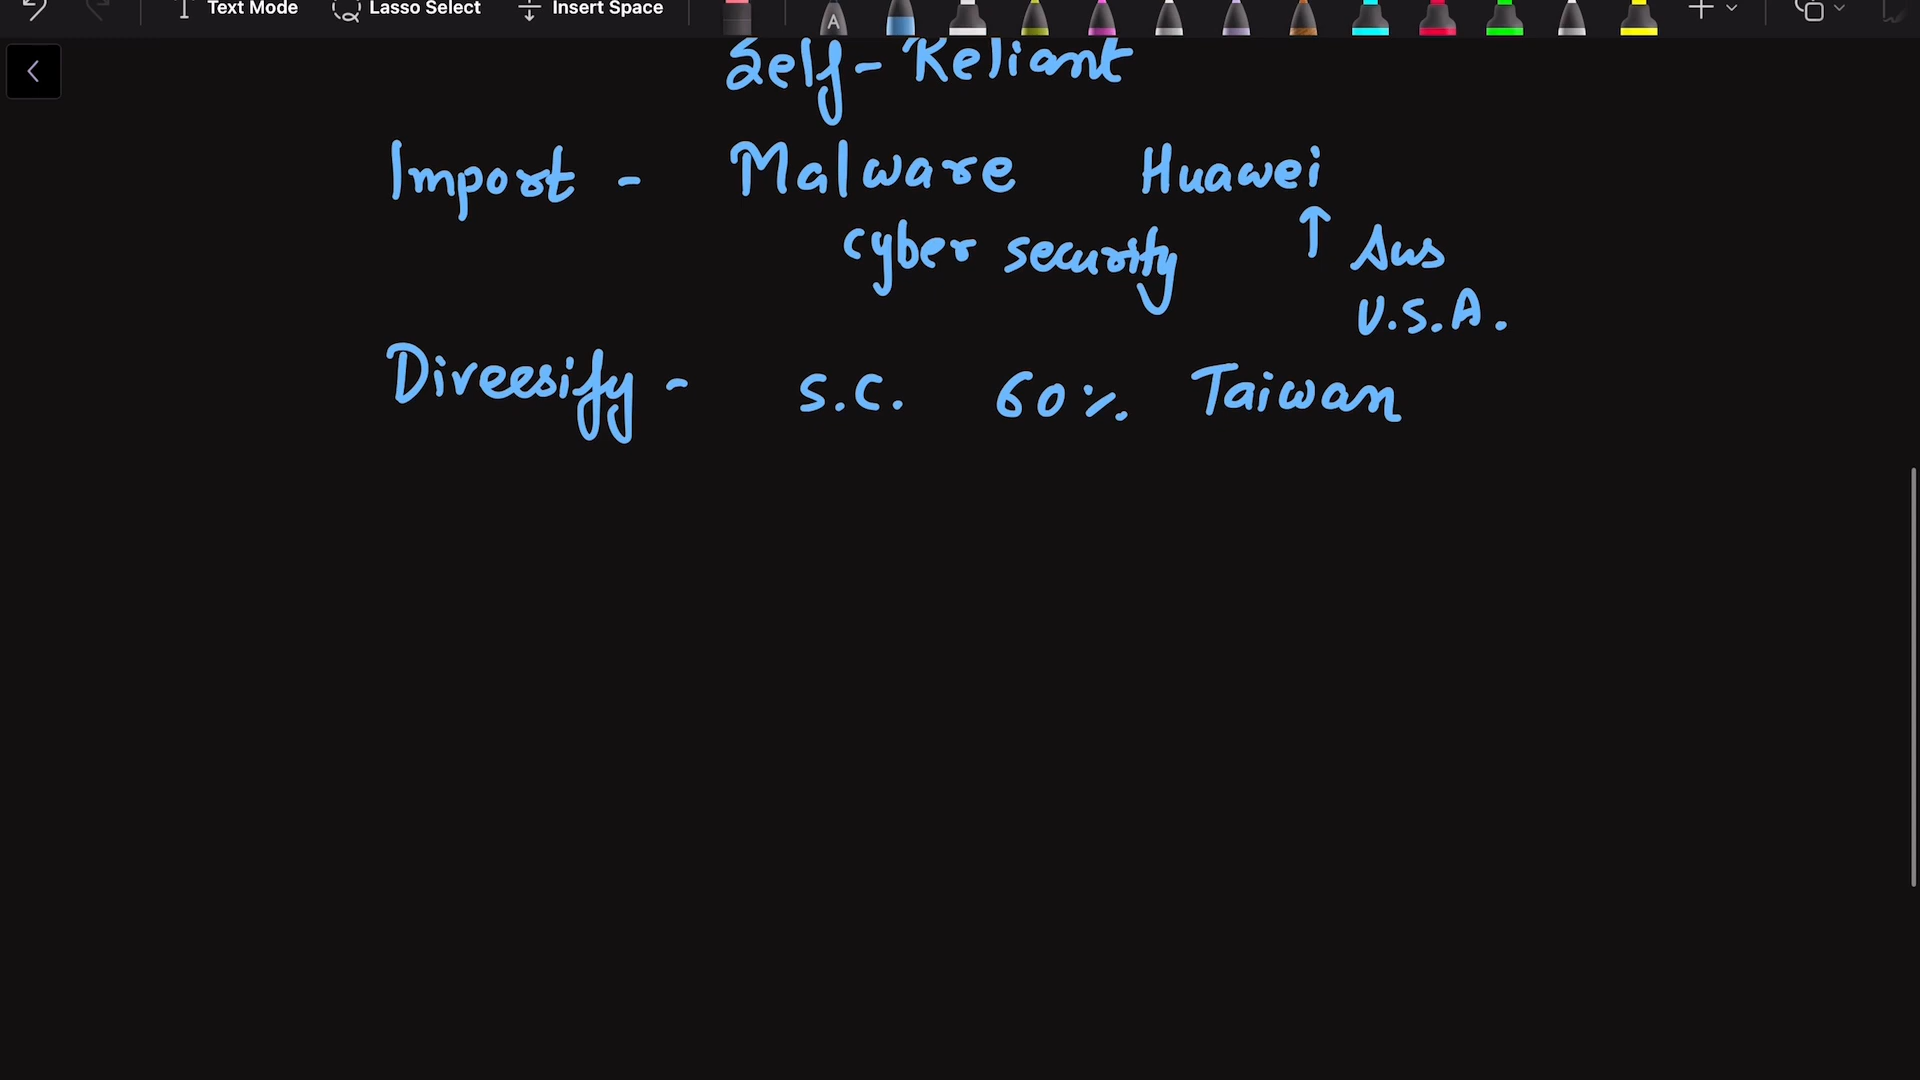 Text Mode Lasso Select Insert Space
A
Self-Reliant
Import - Malware Huawei
cyber security ↑ Aus
U.S.A.
Diversify - S.C. 60% Taiwan